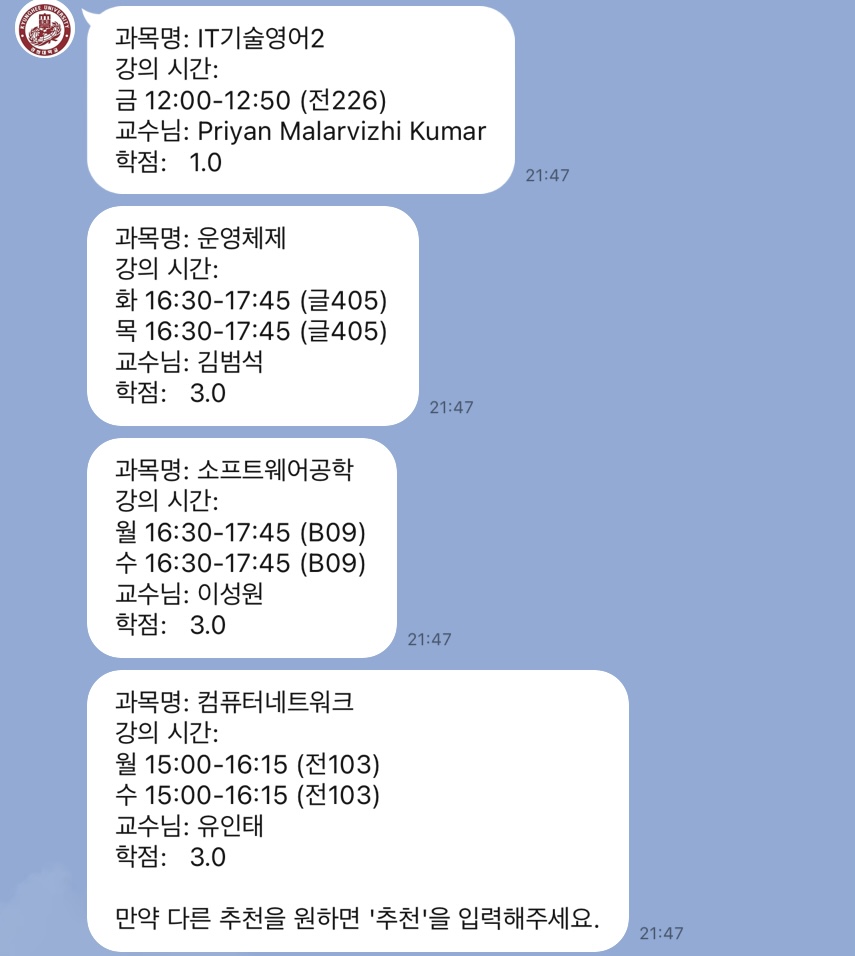 과목명: IT기술영어2
강의 시간:
금 12:00-12:50 (전226)
교수님: Priyan Malarvizhi Kumar
학점:   1.0
21:47
과목명: 운영체제
강의 시간:
화 16:30-17:45 (글405)
목 16:30-17:45 (글405)
교수님: 김범석
학점:   3.0
21:47
과목명: 소프트웨어공학
강의 시간:
월 16:30-17:45 (B09)
수 16:30-17:45 (B09)
교수님: 이성원
학점:   3.0
21:47
과목명: 컴퓨터네트워크
강의 시간:
월 15:00-16:15 (전103)
수 15:00-16:15 (전103)
교수님: 유인태
학점:   3.0
만약 다른 추천을 원하면 '추천'을 입력해주세요.
21:47